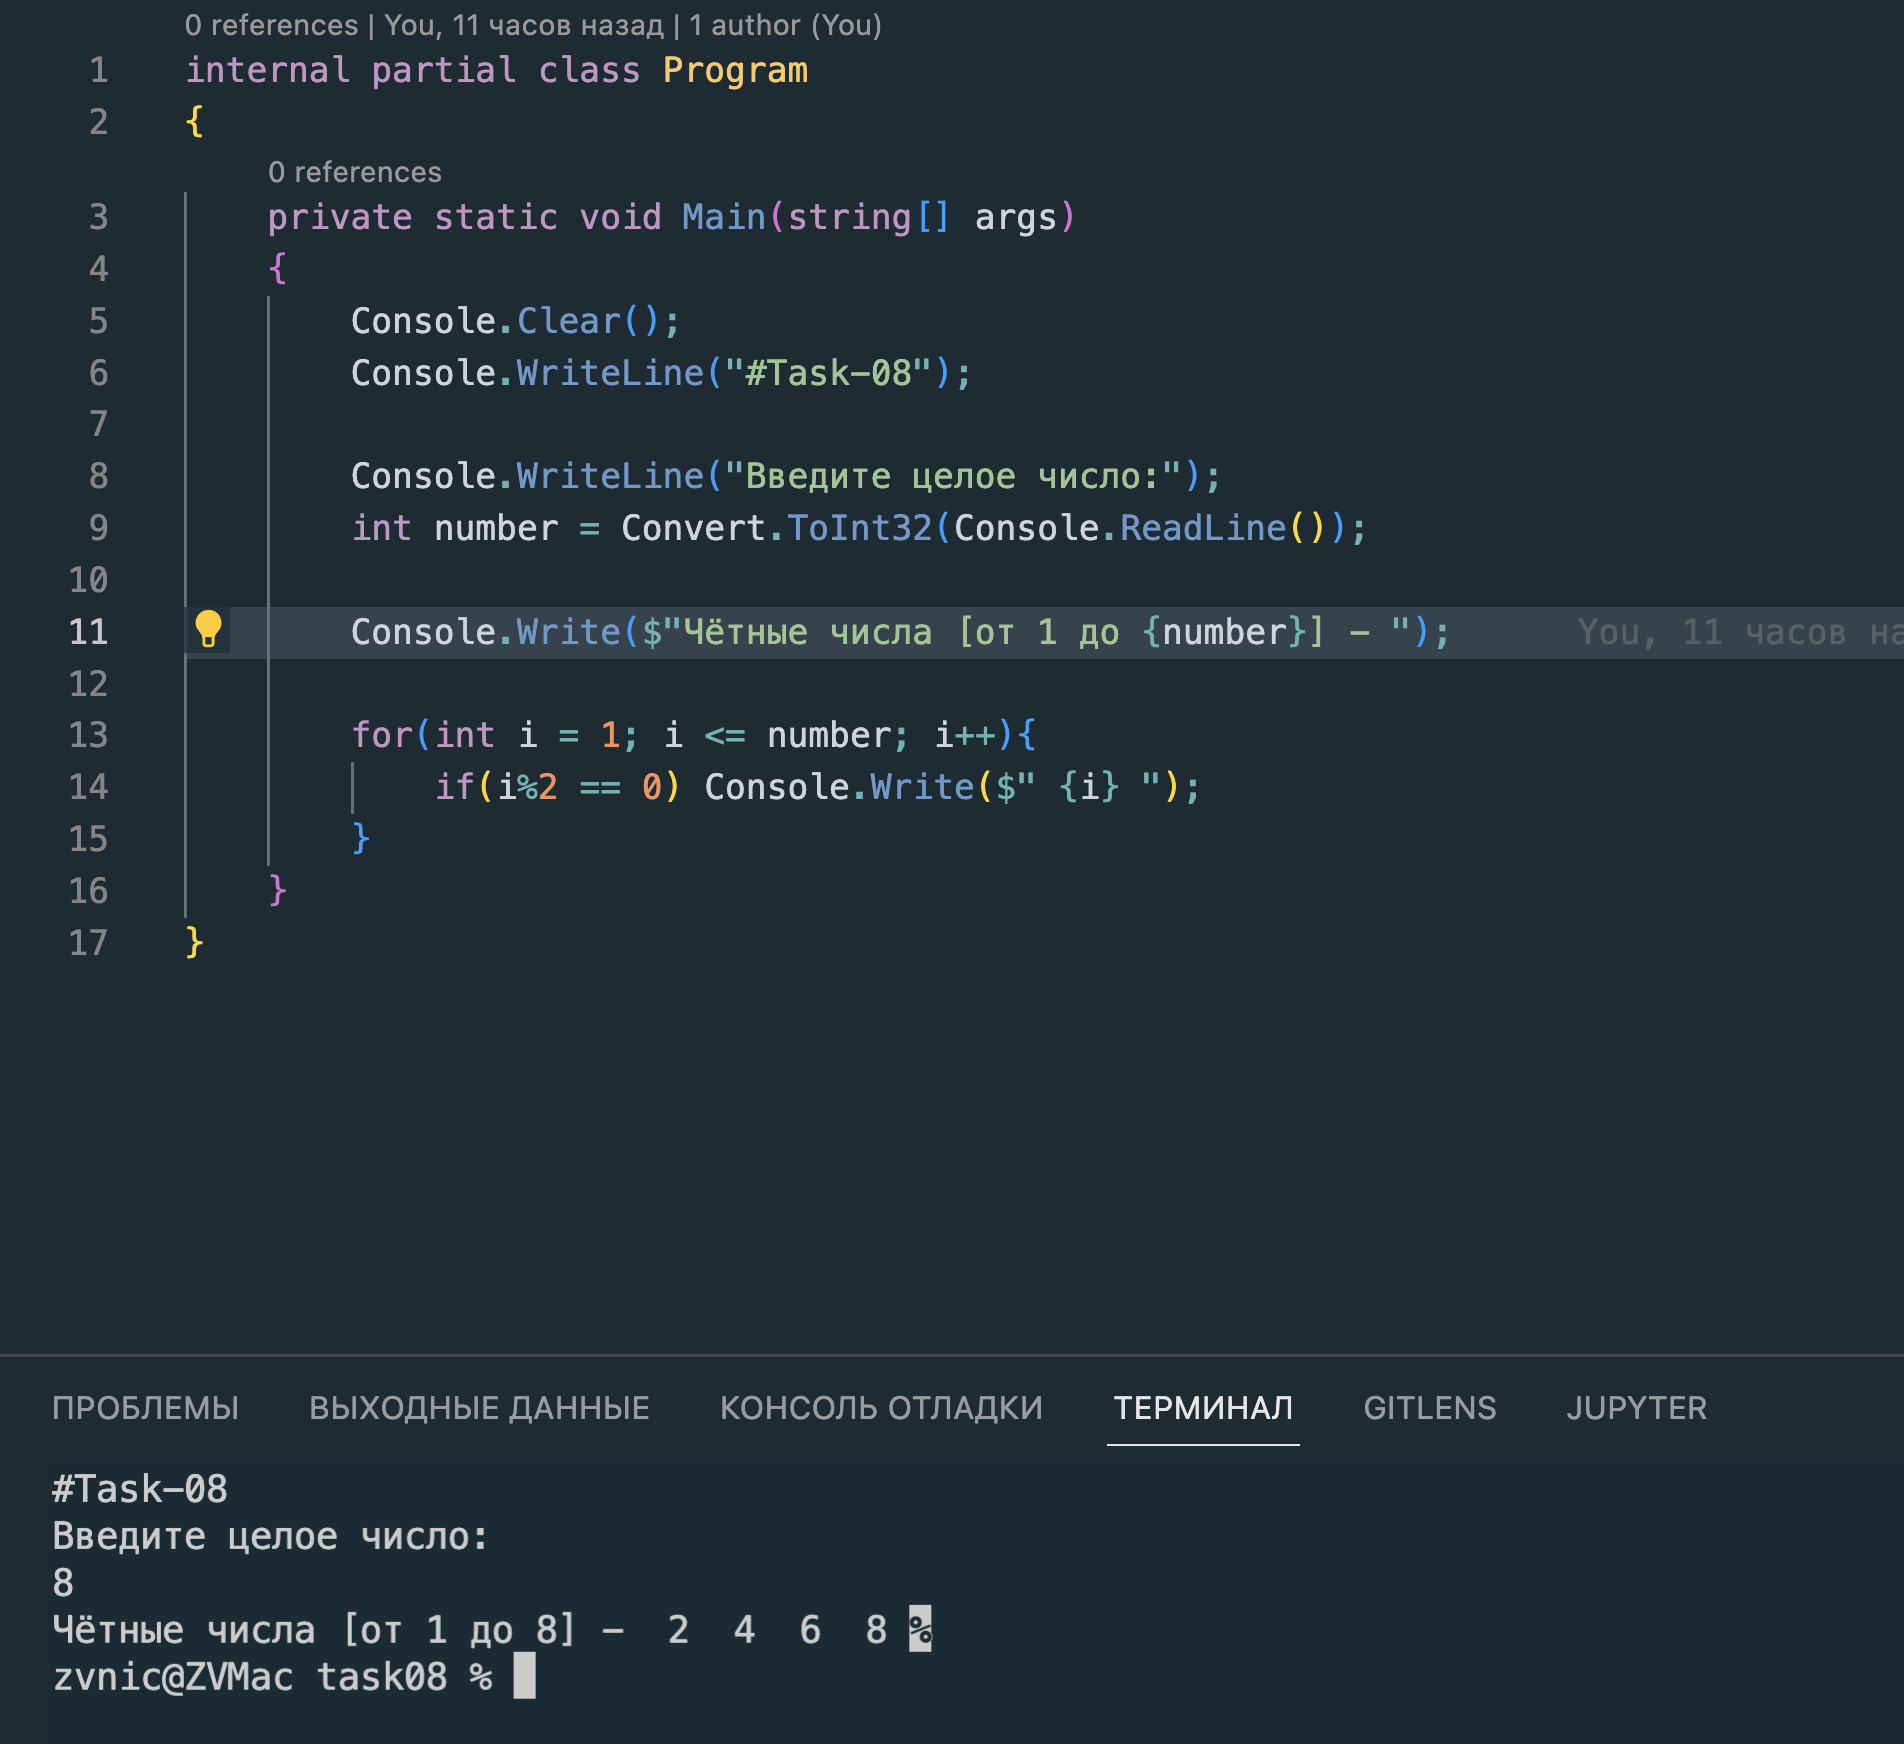 0 references | You, 11 часов назад | 1 author (You)
1 internal partial class Program
2 {
0 references
3 private static void Main(string[] args)
4 {
5 Console.Clear();
6 Console.WriteLine("#Task-08");
7
8 Console.WriteLine("Введите целое число:");
9 int number = Convert.ToInt32(Console.ReadLine());
10
11 Console.Write($"Чётные числа [от 1 до {number}] - "); You, 11 часов на
12
13 for(int i = 1; i <= number; i++){
14 if(i%2 == 0) Console.Write($" {i} ");
15 }
16 }
17 }
ПРОБЛЕМЫ ВЫХОДНЫЕ ДАННЫЕ КОНСОЛЬ ОТЛАДКИ ТЕРМИНАЛ GITLENS JUPYTER
#Task-08
Введите целое число:
8
Чётные числа [от 1 до 8] - 2 4 6 8 %
zvnic@ZVMac task08 %